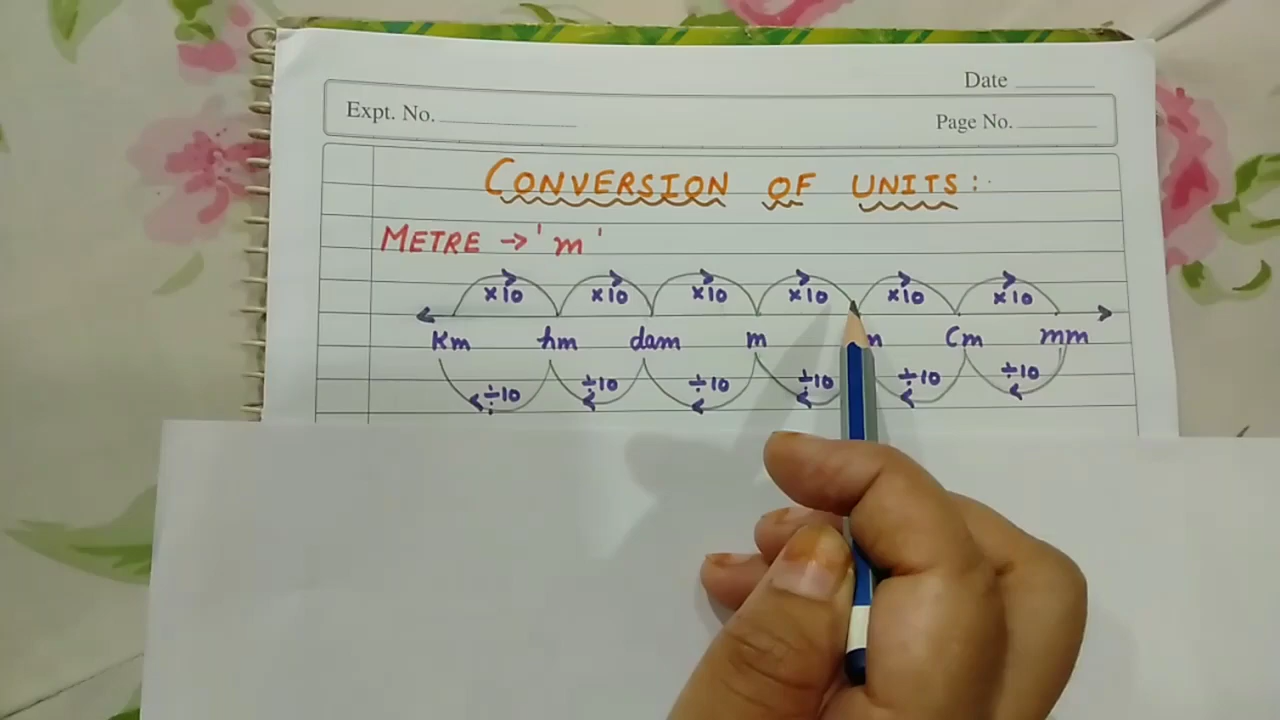 Date
Expt. No.
Page No.
CONVERSION OF UNITS:
METRE → 'm'
×10 ×10 ×10 ×10 ×10 ×10
Km hm dam m Cm mm
÷10 ÷10 ÷10 ÷10 ÷10 ÷10